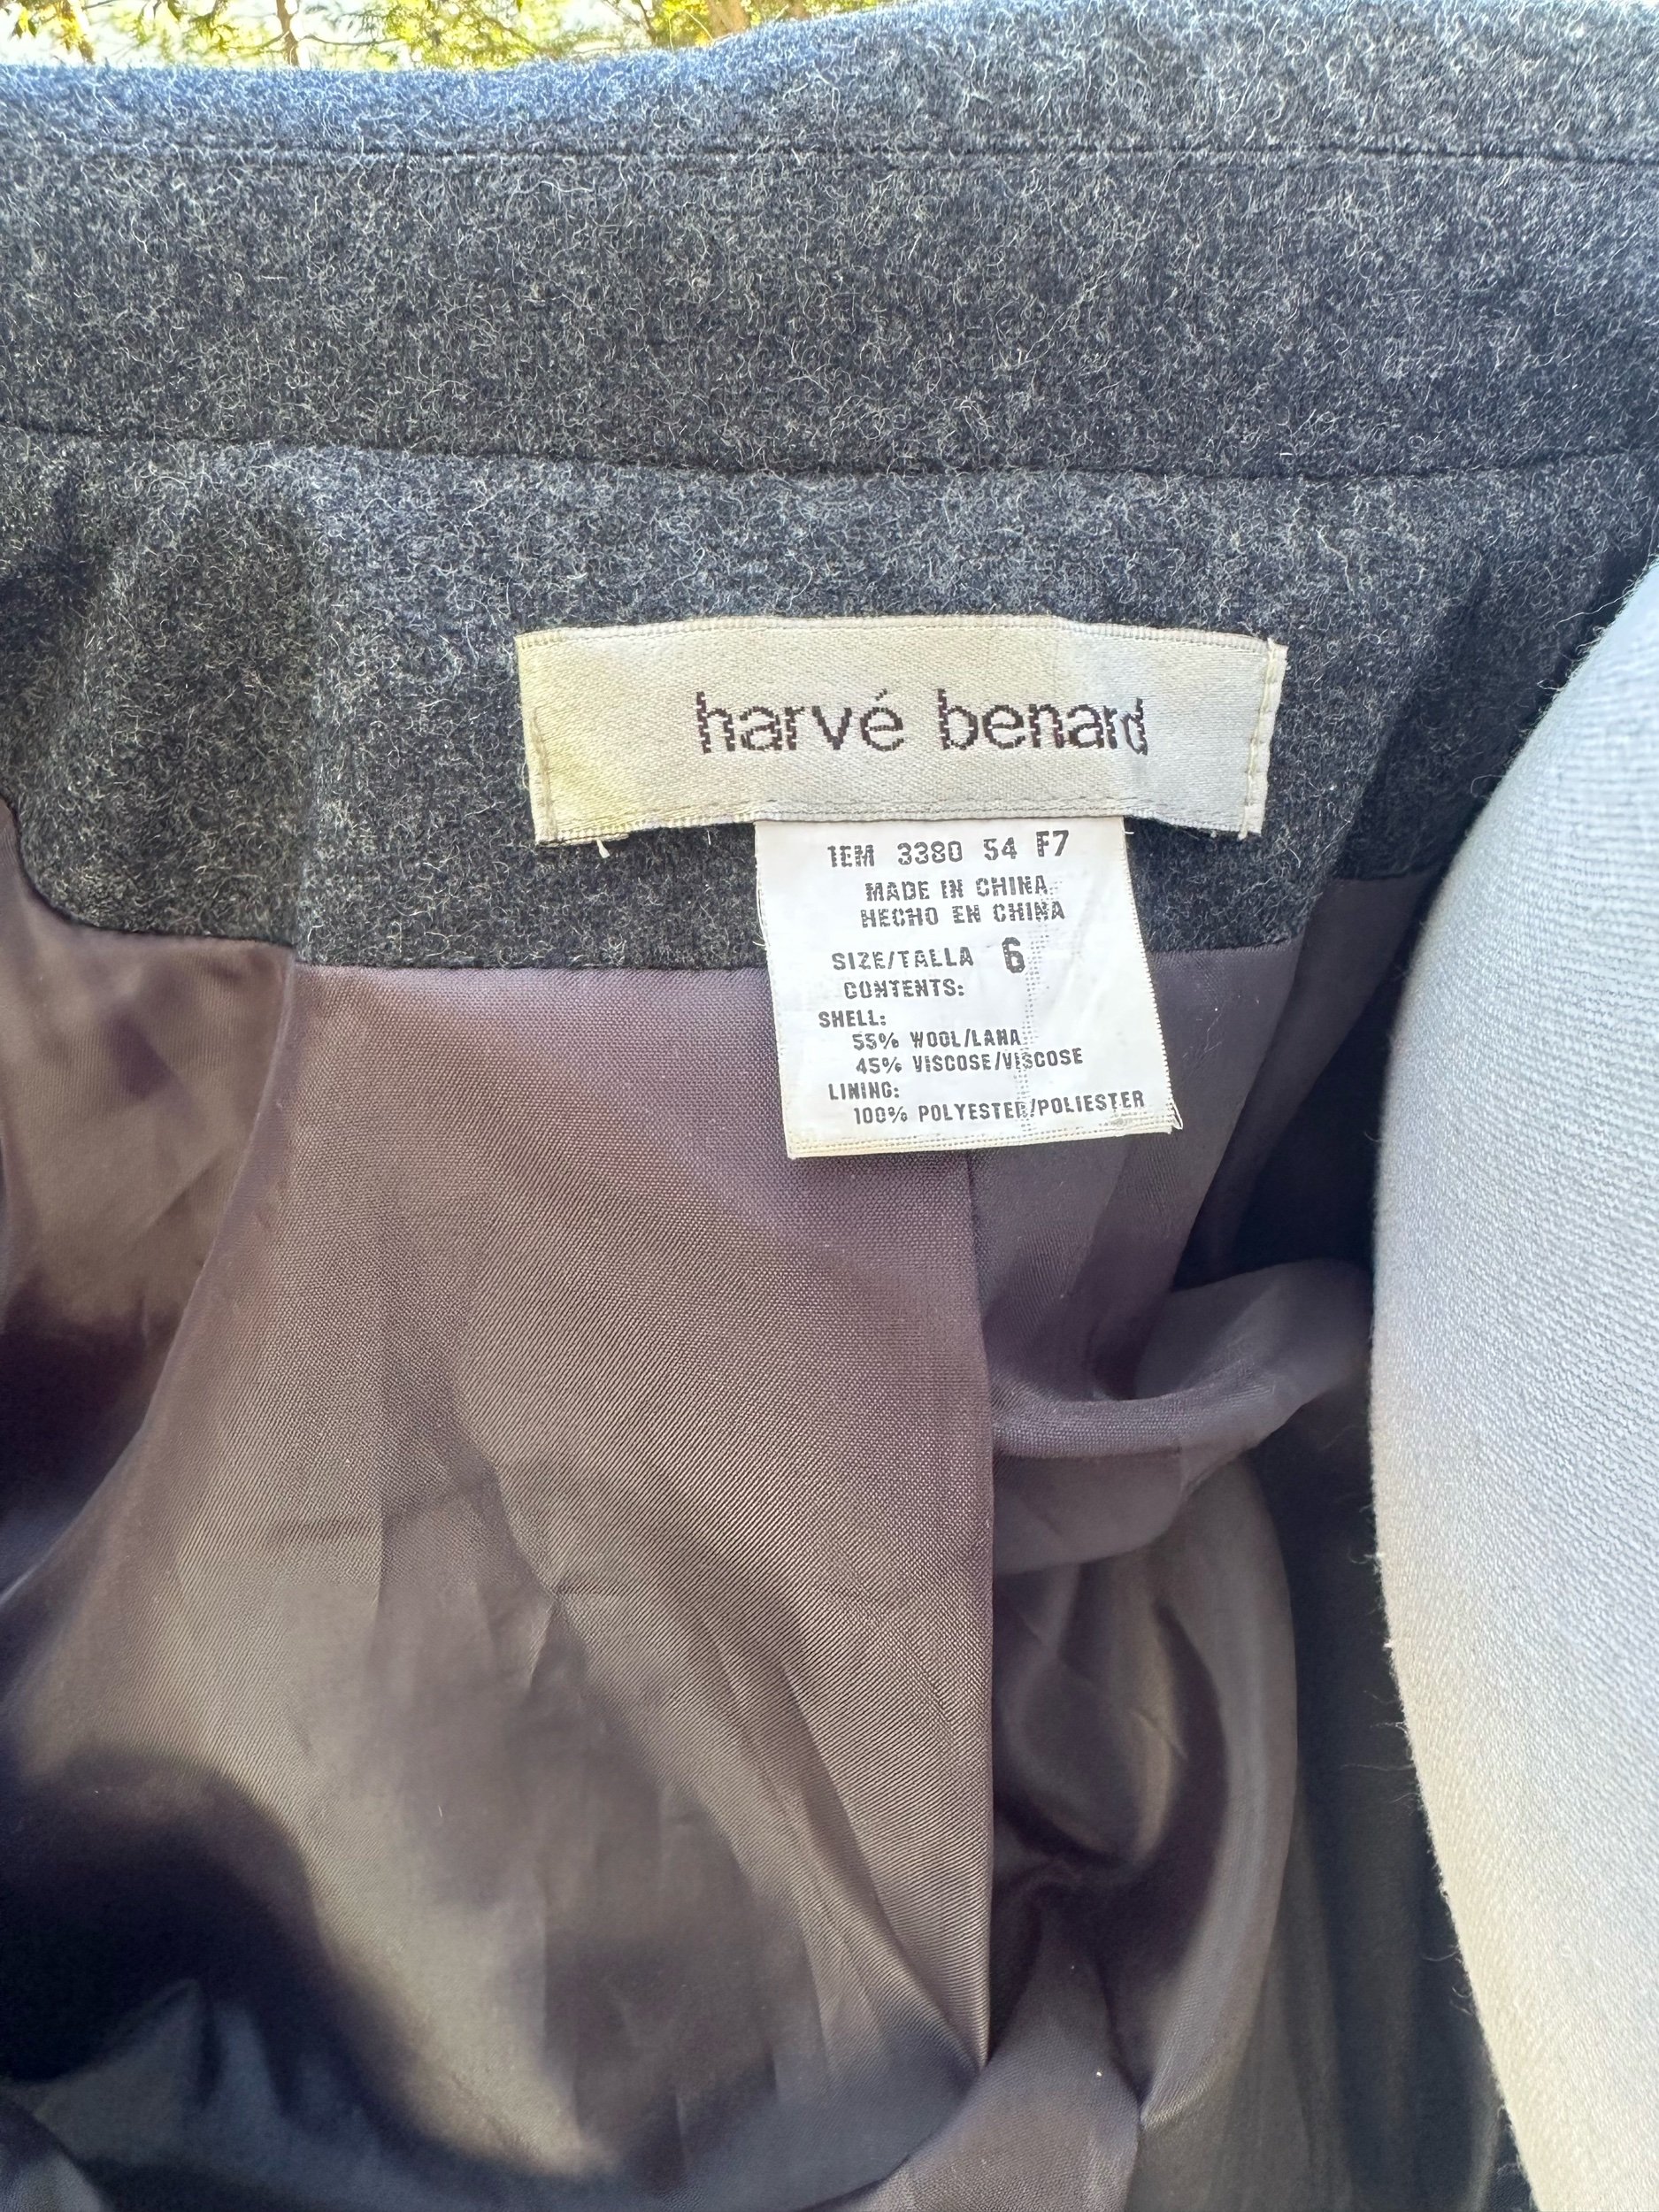 harvé benard
1EM 3380 54 F7
MADE IN CHINA
HECHO EN CHINA
SIZE/TALLA 6
CONTENTS:
SHELL:
55% WOOL/LANA
45% VISCOSE/VISCOSE
LINING:
100% POLYESTER/POLIESTER